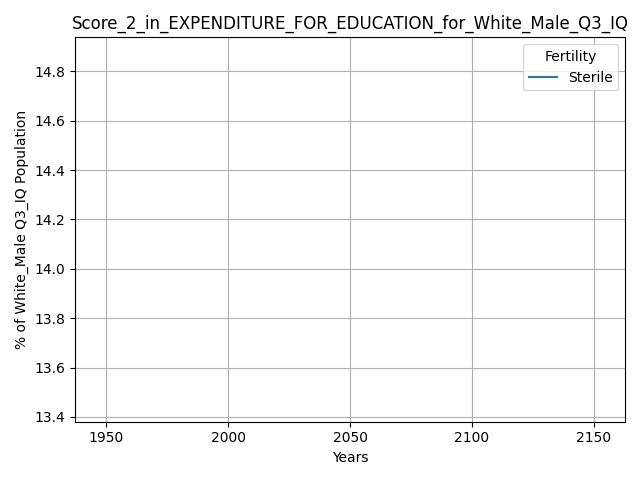 Score_2_in_EXPENDITURE_FOR_EDUCATION_for_White_Male_Q3_IQ
Fertility
Sterile
% of White_Male Q3_IQ Population
14.8
14.6
14.4
14.2
14.0
13.8
13.6
13.4
1950 2000 2050 2100 2150
Years